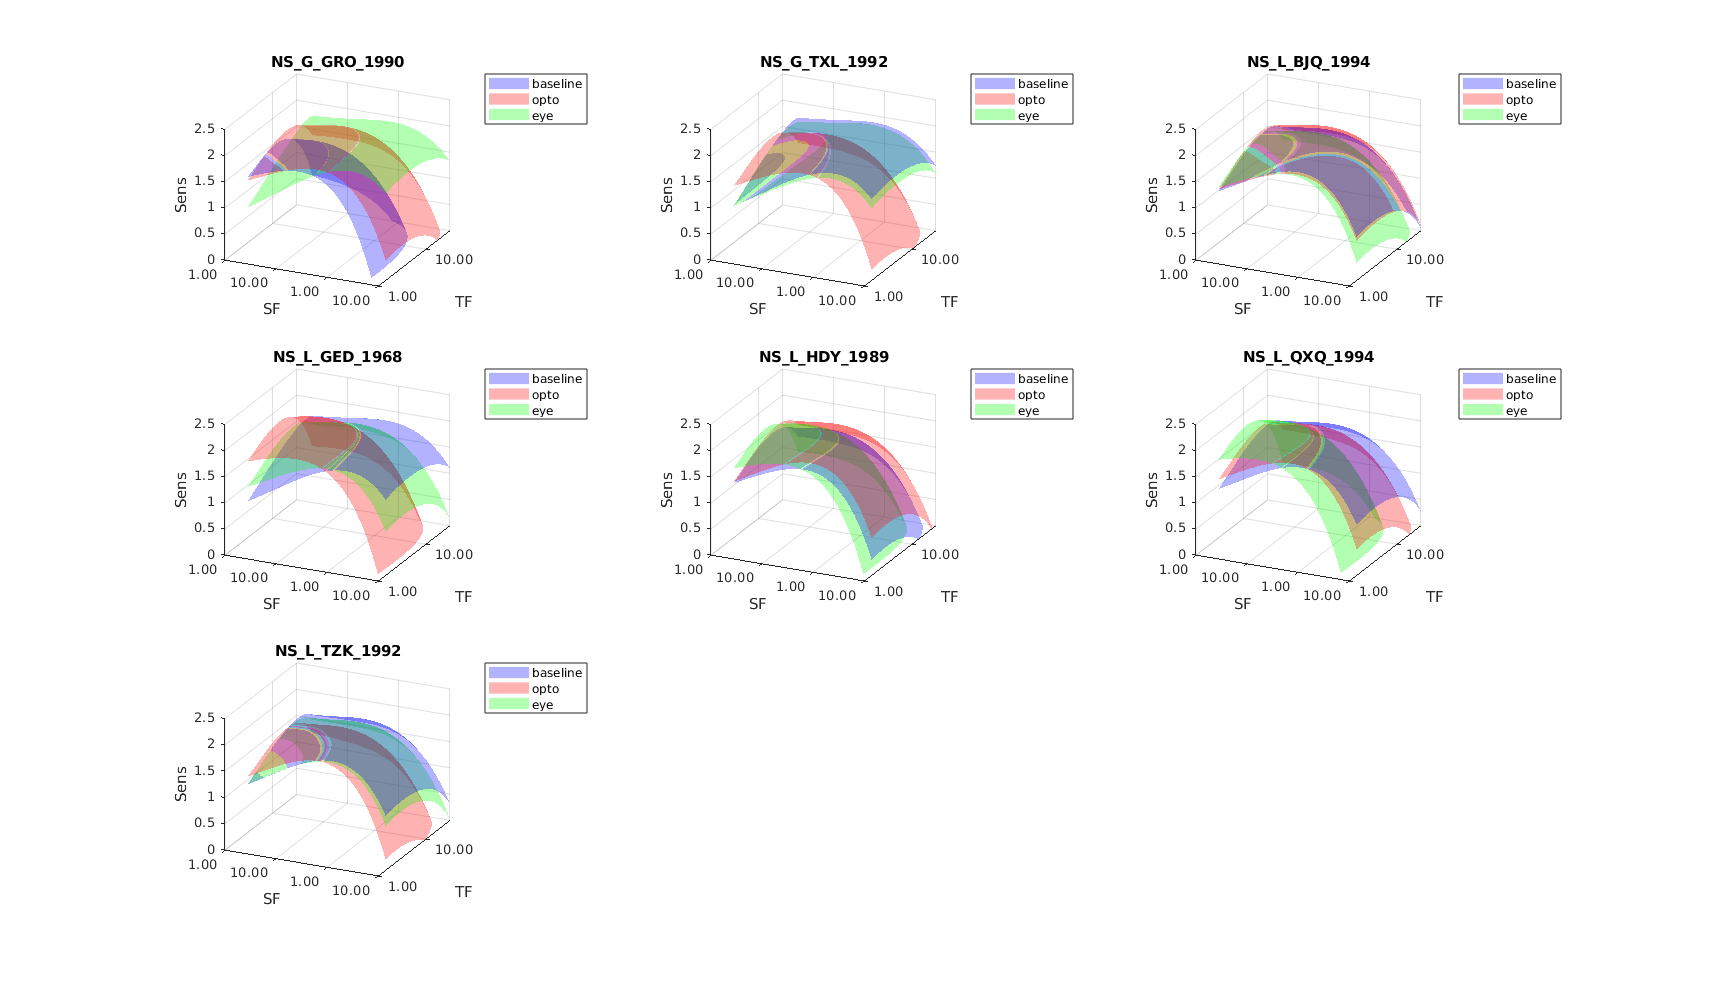 NS_G_GRO_1990
baseline
opto
eye
2.5
2
1.5
1
0.5
0
Sens
1.00
10.00
1.00
10.00
SF
1.00
10.00
TF
NS_G_TXL_1992
baseline
opto
eye
2.5
2
1.5
1
0.5
0
Sens
1.00
10.00
1.00
10.00
SF
1.00
10.00
TF
NS_L_BJQ_1994
baseline
opto
eye
2.5
2
1.5
1
0.5
0
Sens
1.00
10.00
1.00
10.00
SF
1.00
10.00
TF
NS_L_GED_1968
baseline
opto
eye
2.5
2
1.5
1
0.5
0
Sens
1.00
10.00
1.00
10.00
SF
1.00
10.00
TF
NS_L_HDY_1989
baseline
opto
eye
2.5
2
1.5
1
0.5
0
Sens
1.00
10.00
1.00
10.00
SF
1.00
10.00
TF
NS_L_QXQ_1994
baseline
opto
eye
2.5
2
1.5
1
0.5
0
Sens
1.00
10.00
1.00
10.00
SF
1.00
10.00
TF
NS_L_TZK_1992
baseline
opto
eye
2.5
2
1.5
1
0.5
0
Sens
1.00
10.00
1.00
10.00
SF
1.00
10.00
TF